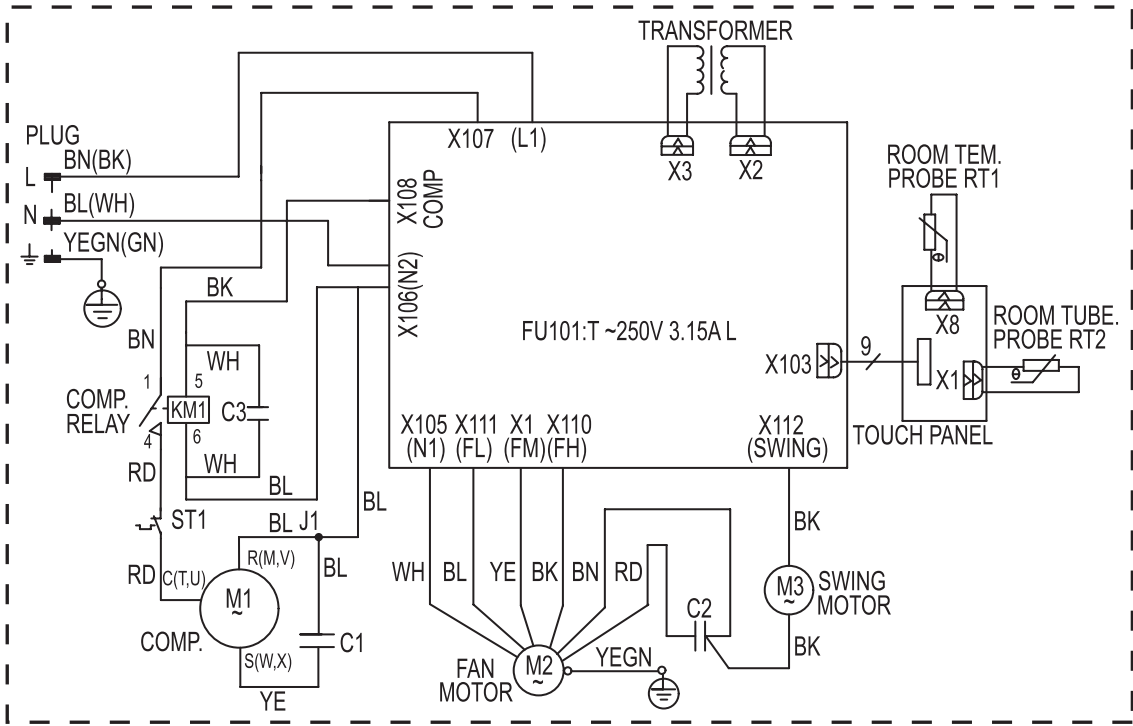 TRANSFORMER
PLUG
BN(BK)
L
BL(WH)
N
YEGN(GN)
X107
(L1)
X3
X2
X108
COMP
X106(N2)
ROOM TEM.
PROBE RT1
θ
X8
BK
FU101:T ~250V 3.15A L
ROOM TUBE.
PROBE RT2
BN
WH
X103
9
X1
θ
1
5
COMP.
RELAY
KM1
C3
4
6
X105
(N1)
X111
(FL)
X1
(FM)
X110
(FH)
X112
(SWING)
TOUCH PANEL
RD
WH
BL
BL
ST1
BL
J1
BK
R(M,V)
BL
RD
C(T,U)
WH
BL
YE
BK
BN
RD
M1
~
C2
M3
~
SWING
MOTOR
COMP.
C1
BK
S(W,X)
FAN
MOTOR
M2
~
YEGN
YE